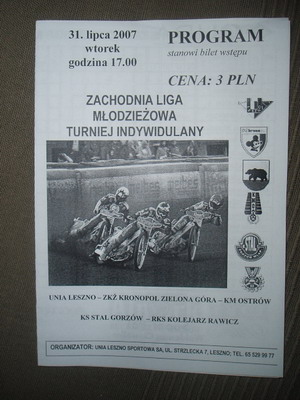 31. lipca 2007
wtorek
godzina 17.00
PROGRAM
stanowi bilet wstępu
CENA: 3 PLN
ZACHODNIA LIGA
MŁODZIEŻOWA
TURNIEJ INDYWIDULANY
UNIA LESZNO – ZKŻ KRONOPOL ZIELONA GÓRA – KM OSTRÓW
KS STAL GORZÓW – RKS KOLEJARZ RAWICZ
ORGANIZATOR: UNIA LESZNO SPORTOWA SA, UL. STRZELECKA 7, LESZNO; TEL. 65 529 99 77